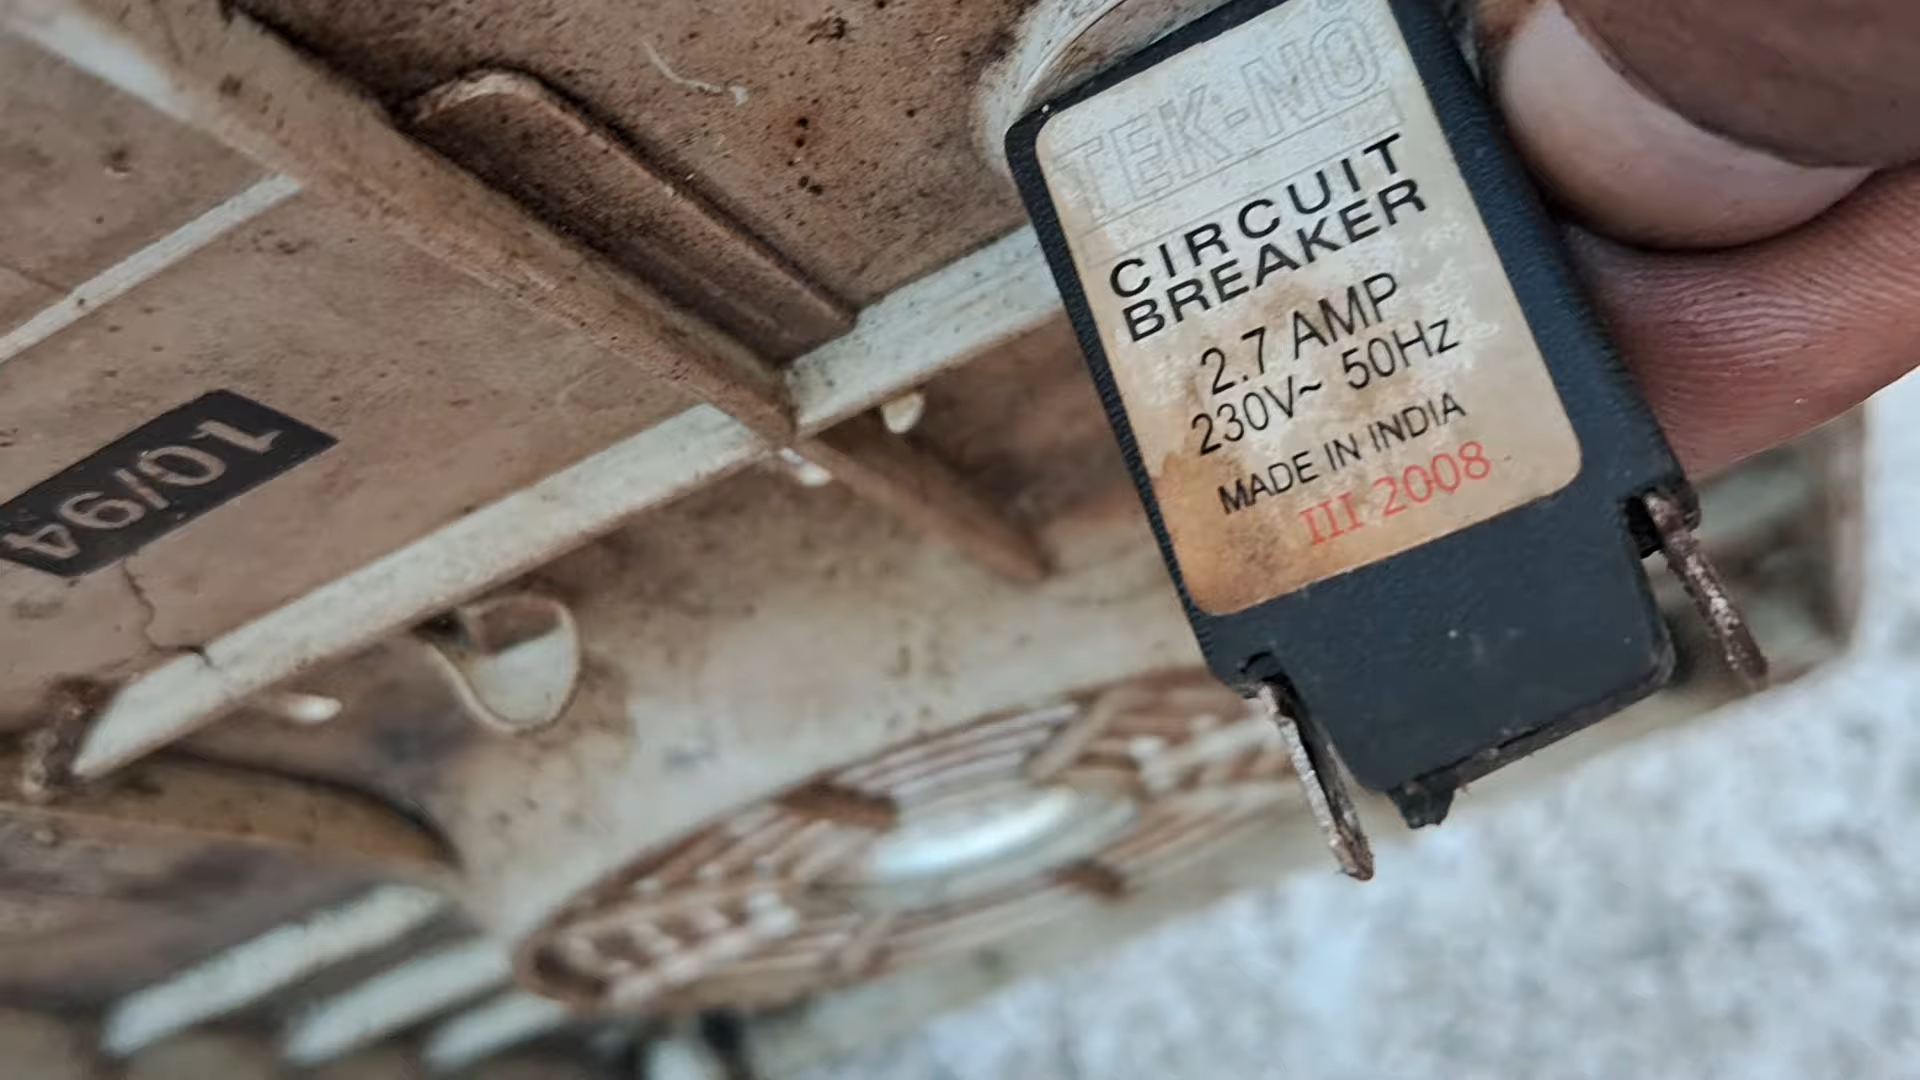 TEK-NO
CIRCUIT
BREAKER
2.7 AMP
230V~ 50Hz
MADE IN INDIA
III 2008
10/94